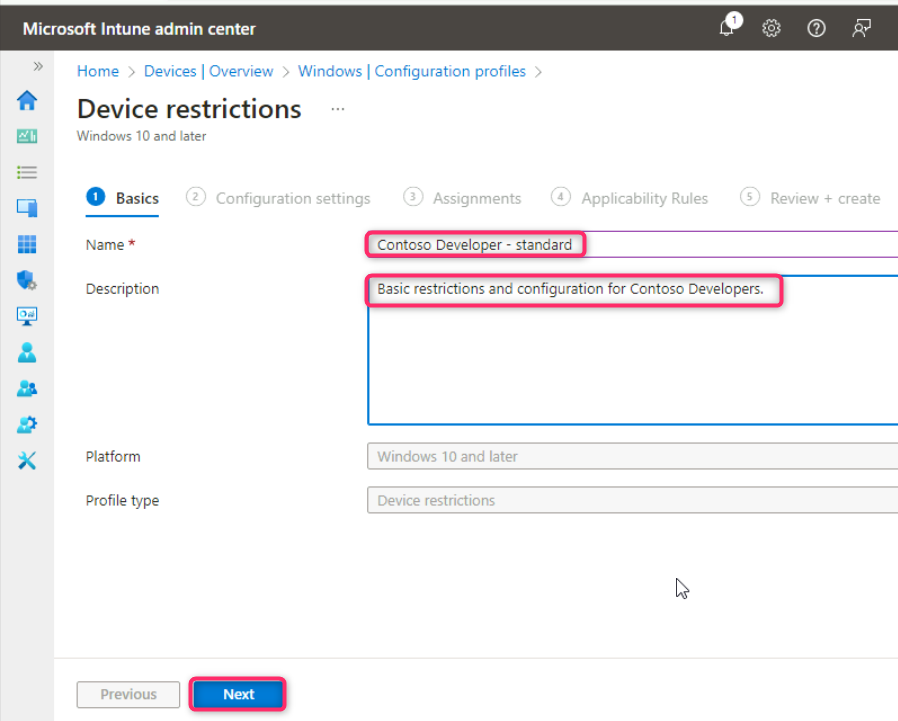 Microsoft Intune admin center
1
Home > Devices | Overview > Windows | Configuration profiles >
Device restrictions ...
Windows 10 and later
1 Basics 2 Configuration settings 3 Assignments 4 Applicability Rules 5 Review + create
Name * Contoso Developer - standard
Description Basic restrictions and configuration for Contoso Developers.
Platform Windows 10 and later
Profile type Device restrictions
Previous Next